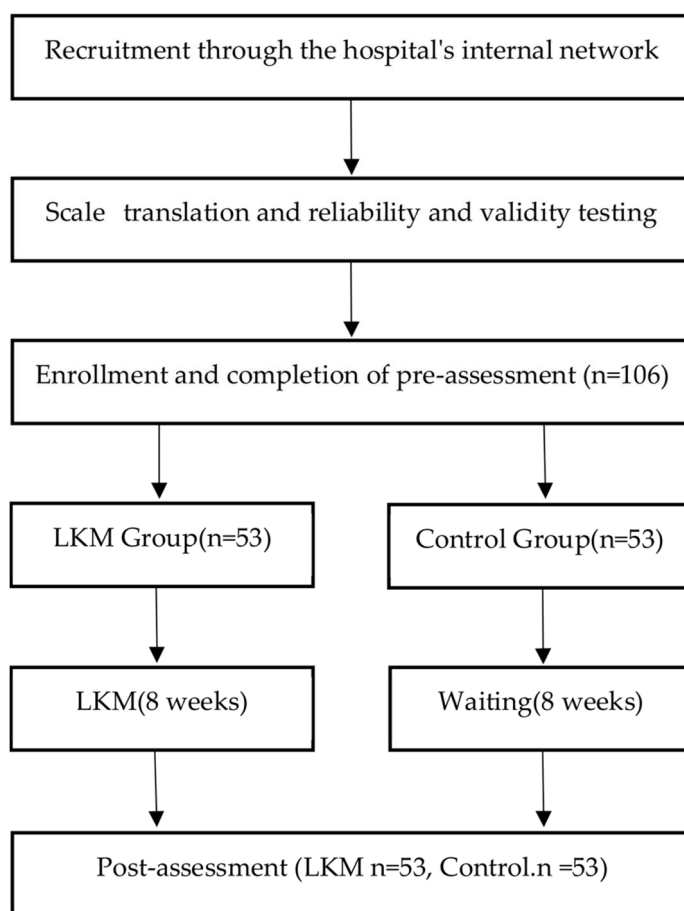 Recruitment through the hospital's internal network
Scale translation and reliability and validity testing
Enrollment and completion of pre-assessment (n=106)
LKM Group(n=53)
Control Group(n=53)
LKM(8 weeks)
Waiting(8 weeks)
Post-assessment (LKM n=53, Control.n =53)